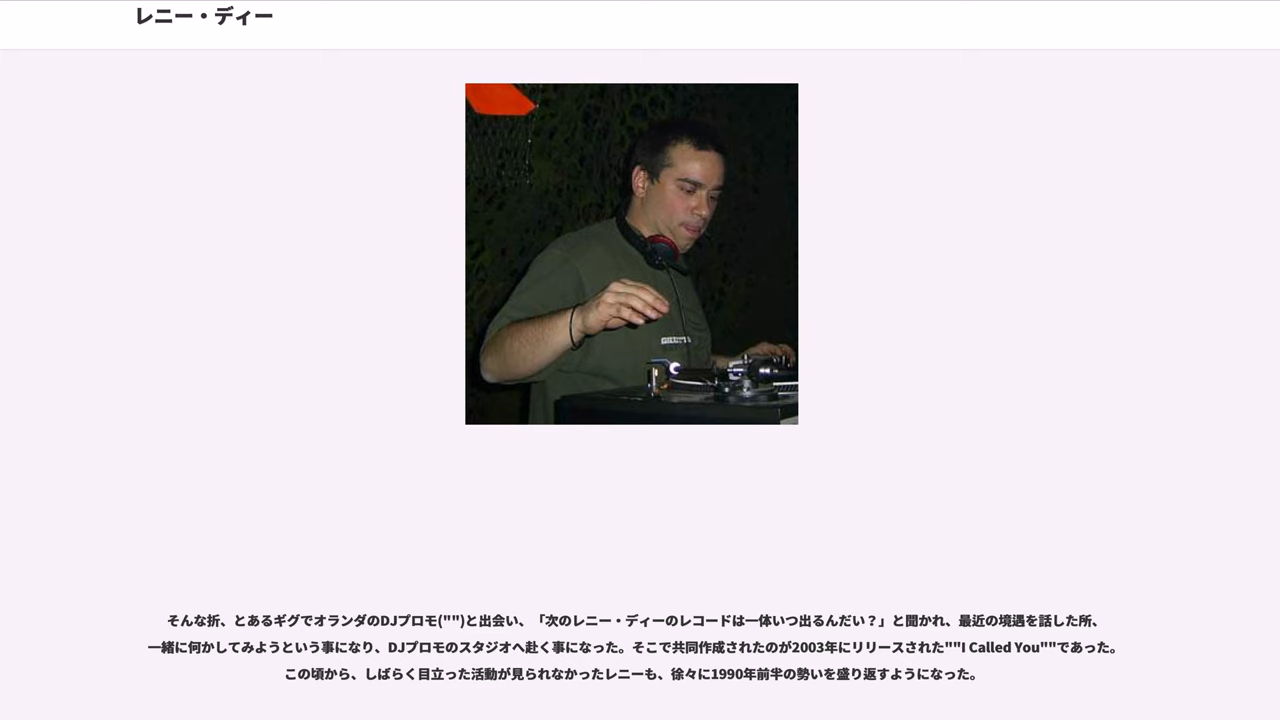 レニー・ディー
そんな折、とあるギグでオランダのDJプロモ("")と出会い、「次のレニー・ディーのレコードは一体いつ出るんだい？」と聞かれ、最近の境遇を話した所、
一緒に何かしてみようという事になり、DJプロモのスタジオへ赴く事になった。そこで共同作成されたのが2003年にリリースされた""I Called You""であった。
この頃から、しばらく目立った活動が見られなかったレニーも、徐々に1990年前半の勢いを盛り返すようになった。